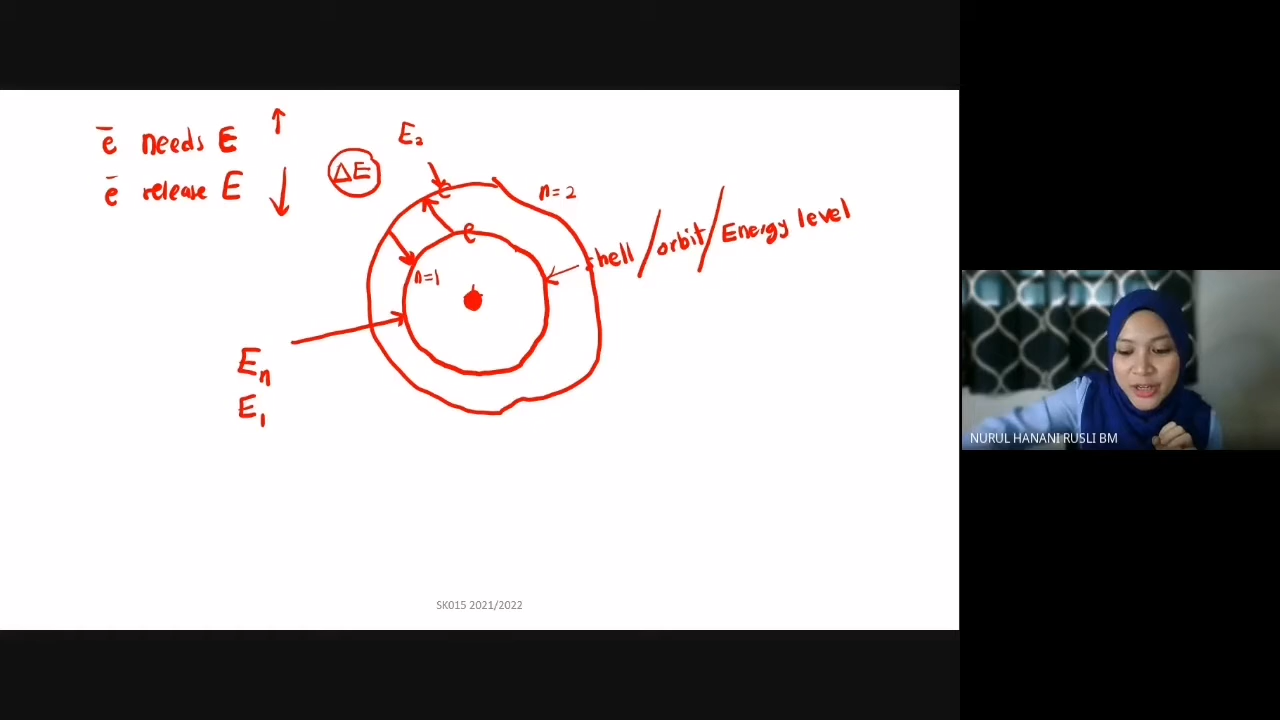 ē needs E ↑
ē release E ↓
ΔE
E₂
e
n=2
shell/orbit/Energy level
e
n=1
Eₙ
E₁
NURUL HANANI RUSLI BM
SK015 2021/2022